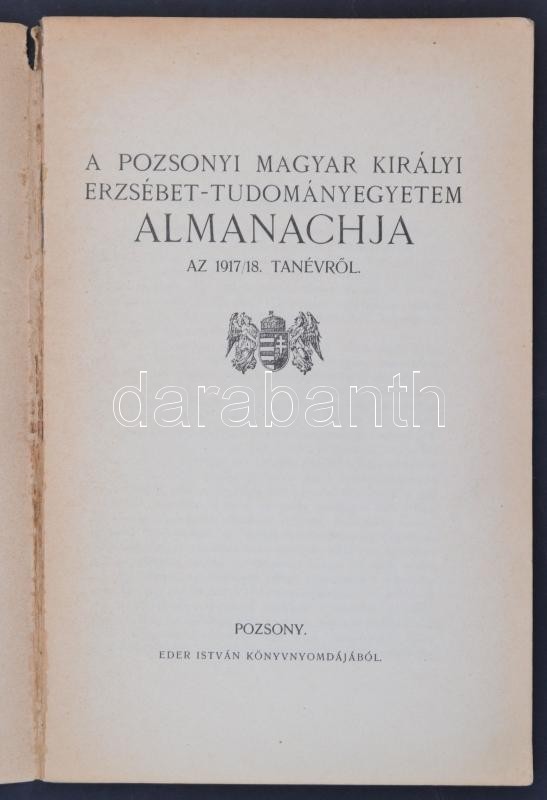 A POZSONYI MAGYAR KIRÁLYI
ERZSÉBET-TUDOMÁNYEGYETEM
ALMANACHJA
AZ 1917/18. TANÉVRŐL.
darabanth
POZSONY.
EDER ISTVÁN KÖNYVNYOMDÁJÁBÓL.